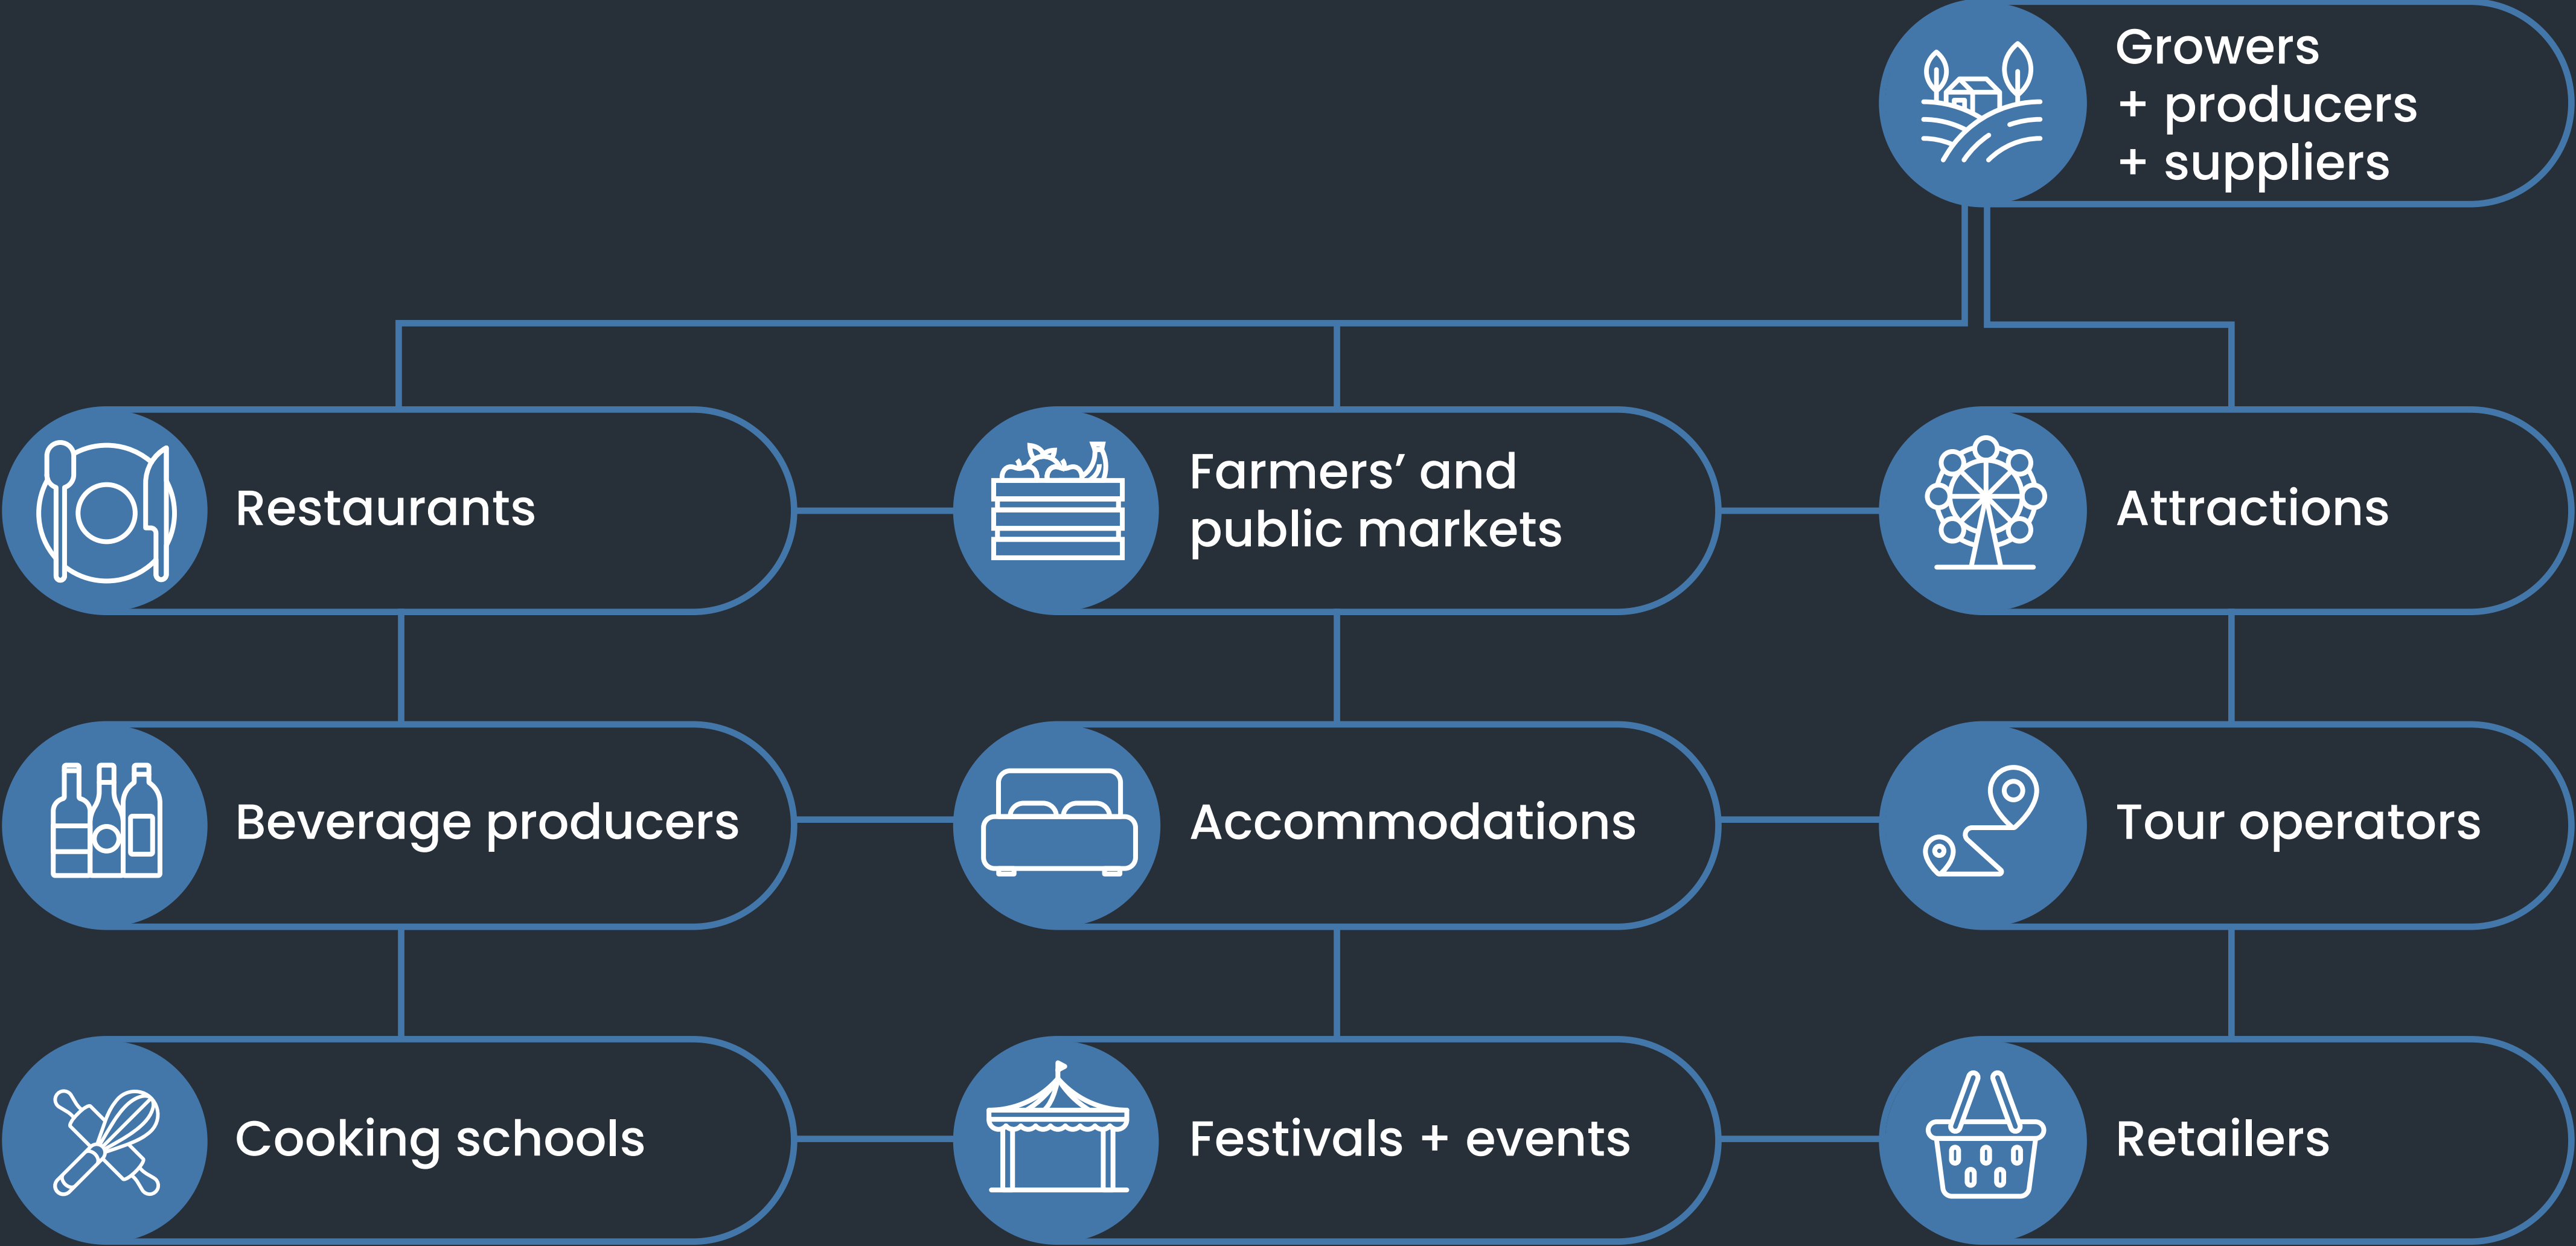 Growers
+ producers
+ suppliers
Restaurants
Farmers’ and
public markets
Attractions
Beverage producers
Accommodations
Tour operators
Cooking schools
Festivals + events
Retailers